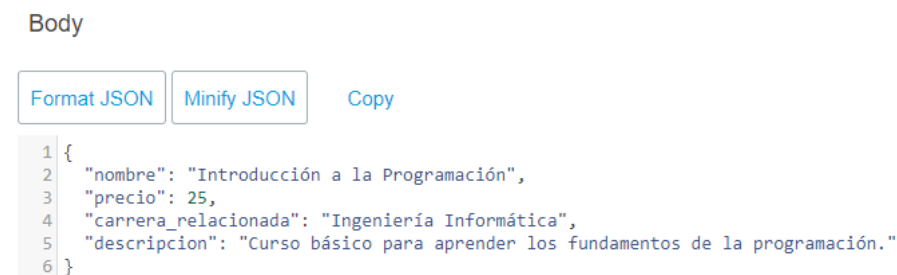 Body
Format JSON Minify JSON Copy
1 {
2 "nombre": "Introducción a la Programación",
3 "precio": 25,
4 "carrera_relacionada": "Ingeniería Informática",
5 "descripcion": "Curso básico para aprender los fundamentos de la programación."
6 }